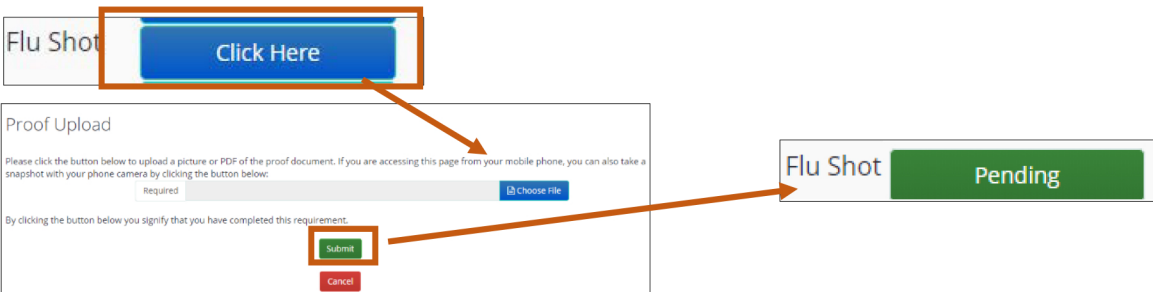 Flu Shot
Click Here
Proof Upload
Please click the button below to upload a picture or PDF of the proof document. If you are accessing this page from your mobile phone, you can also take a
snapshot with your phone camera by clicking the button below:
Required
Choose File
By clicking the button below you signify that you have completed this requirement.
Submit
Cancel
Flu Shot
Pending